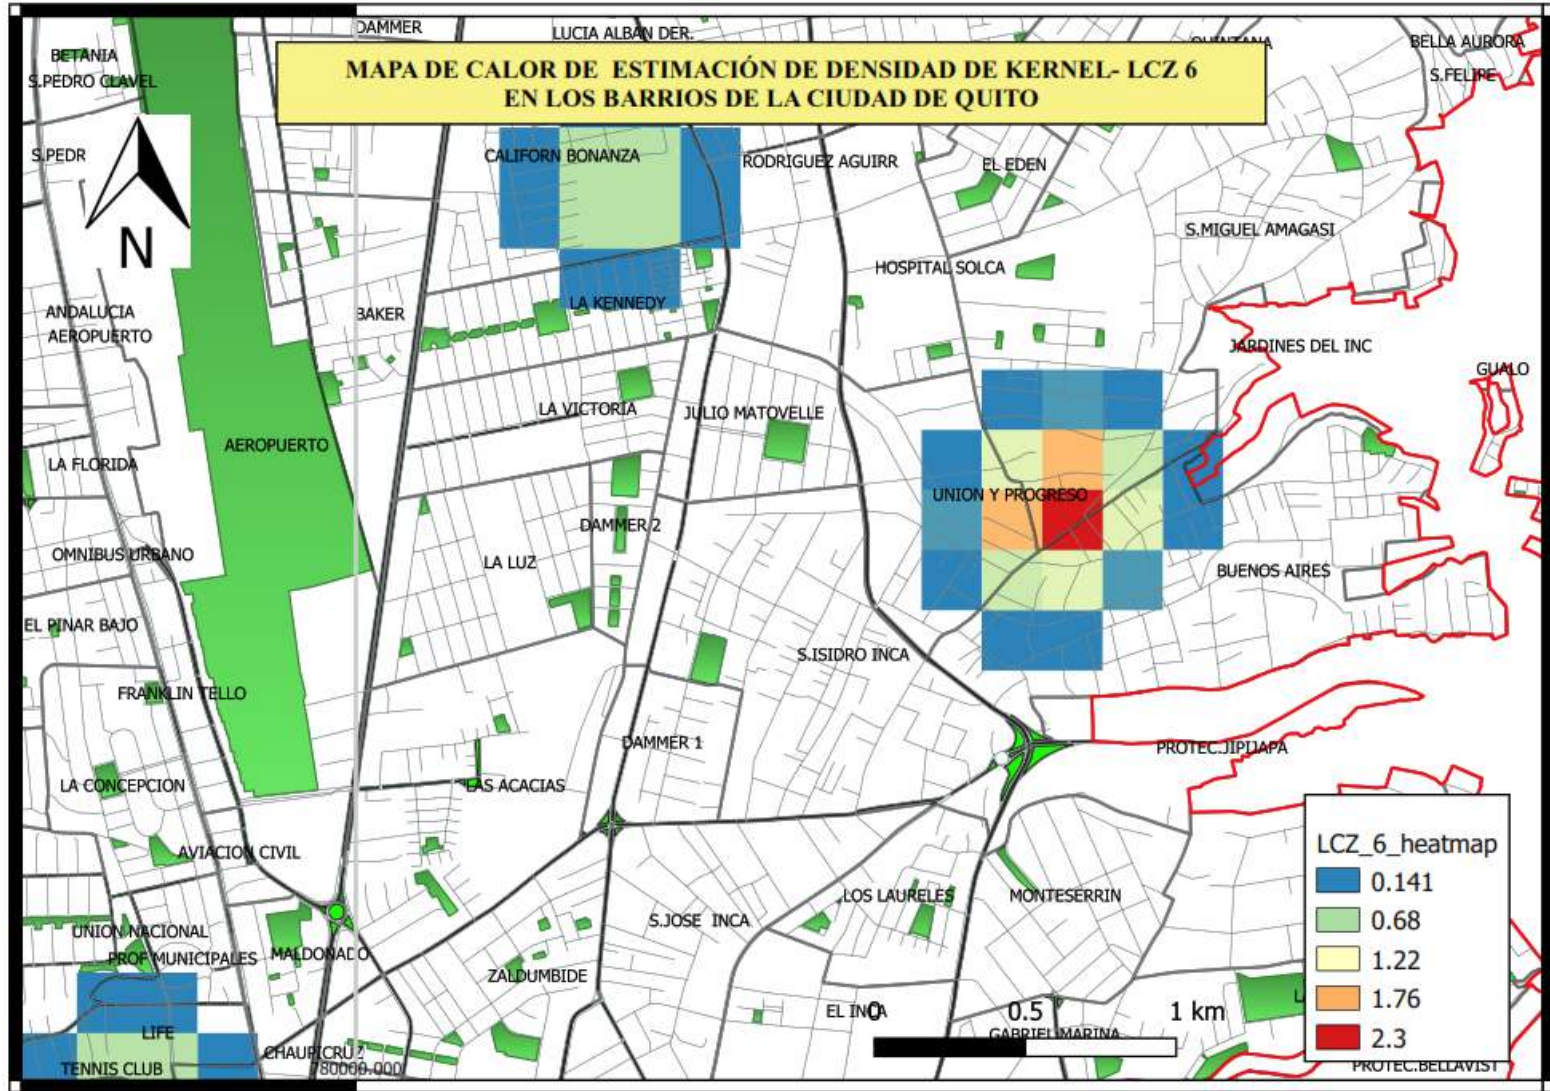 DAMMER
LUCIA ALBAN DER.
BELLA AURORA
BETANIA
S.PEDRO CLAVEL
S.FELIPE
MAPA DE CALOR DE ESTIMACIÓN DE DENSIDAD DE KERNEL- LCZ 6
EN LOS BARRIOS DE LA CIUDAD DE QUITO
S.PEDR
CALIFORN BONANZA
RODRIGUEZ AGUIRR
EL EDEN
N
S.MIGUEL AMAGASI
HOSPITAL SOLCA
ANDALUCIA
AEROPUERTO
BAKER
LA KENNEDY
JARDINES DEL INC
GUALO
LA VICTORIA
JULIO MATOVELLE
AEROPUERTO
LA FLORIDA
UNION Y PROGRESO
DAMMER 2
OMNIBUS URBANO
LA LUZ
BUENOS AIRES
EL PINAR BAJO
S.ISIDRO INCA
FRANKLIN TELLO
DAMMER 1
PROTEC.JIPIJAPA
LA CONCEPCION
LAS ACACIAS
AVIACION CIVIL
LCZ_6_heatmap
0.141
0.68
1.22
1.76
2.3
LOS LAURELES
MONTESERRIN
UNION NACIONAL
S.JOSE INCA
PROF MUNICIPALES
MALDONADO
ZALDUMBIDE
EL INCA
0
0.5
1 km
LIFE
GABRIEL MARINA
CHAUPICRUZ
TENNIS CLUB
780000.000
PROTEC.BELLAVIST